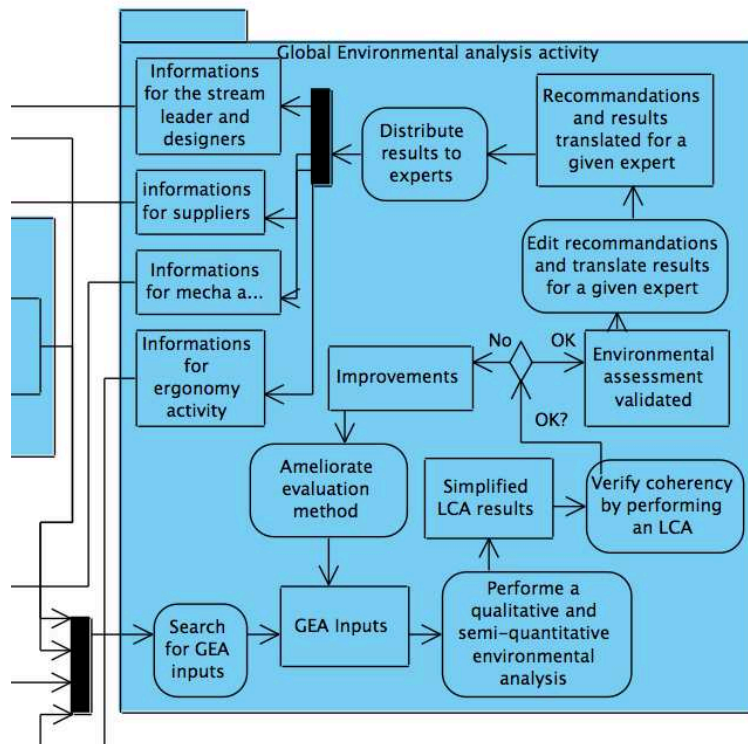 Global Environmental analysis activity
Informations
for the stream
leader and
designers
Distribute
results to
experts
Recommandations
and results
translated for a
given expert
informations
for suppliers
Edit recommandations
and translate results
for a given expert
Informations
for mecha a...
Informations
for
ergonomy
activity
Improvements
No
OK
Environmental
assessment
validated
OK?
Ameliorate
evaluation
method
Simplified
LCA results
Verify coherency
by performing
an LCA
Search
for GEA
inputs
GEA Inputs
Performe a
qualitative and
semi-quantitative
environmental
analysis